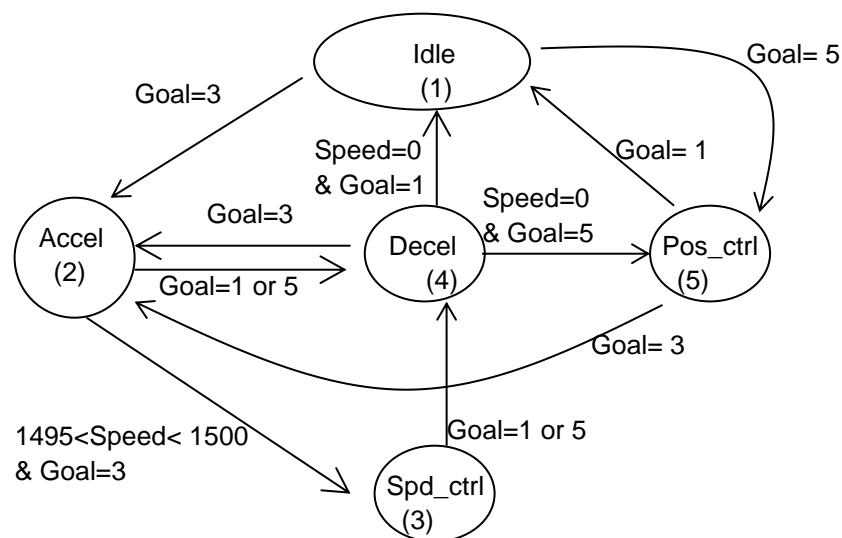 Idle
(1)
Goal= 5
Goal=3
Speed=0
& Goal=1
Goal= 1
Speed=0
& Goal=5
Goal=3
Accel
(2)
Decel
(4)
Pos_ctrl
(5)
Goal=1 or 5
Goal= 3
1495<Speed< 1500
& Goal=3
Goal=1 or 5
Spd_ctrl
(3)